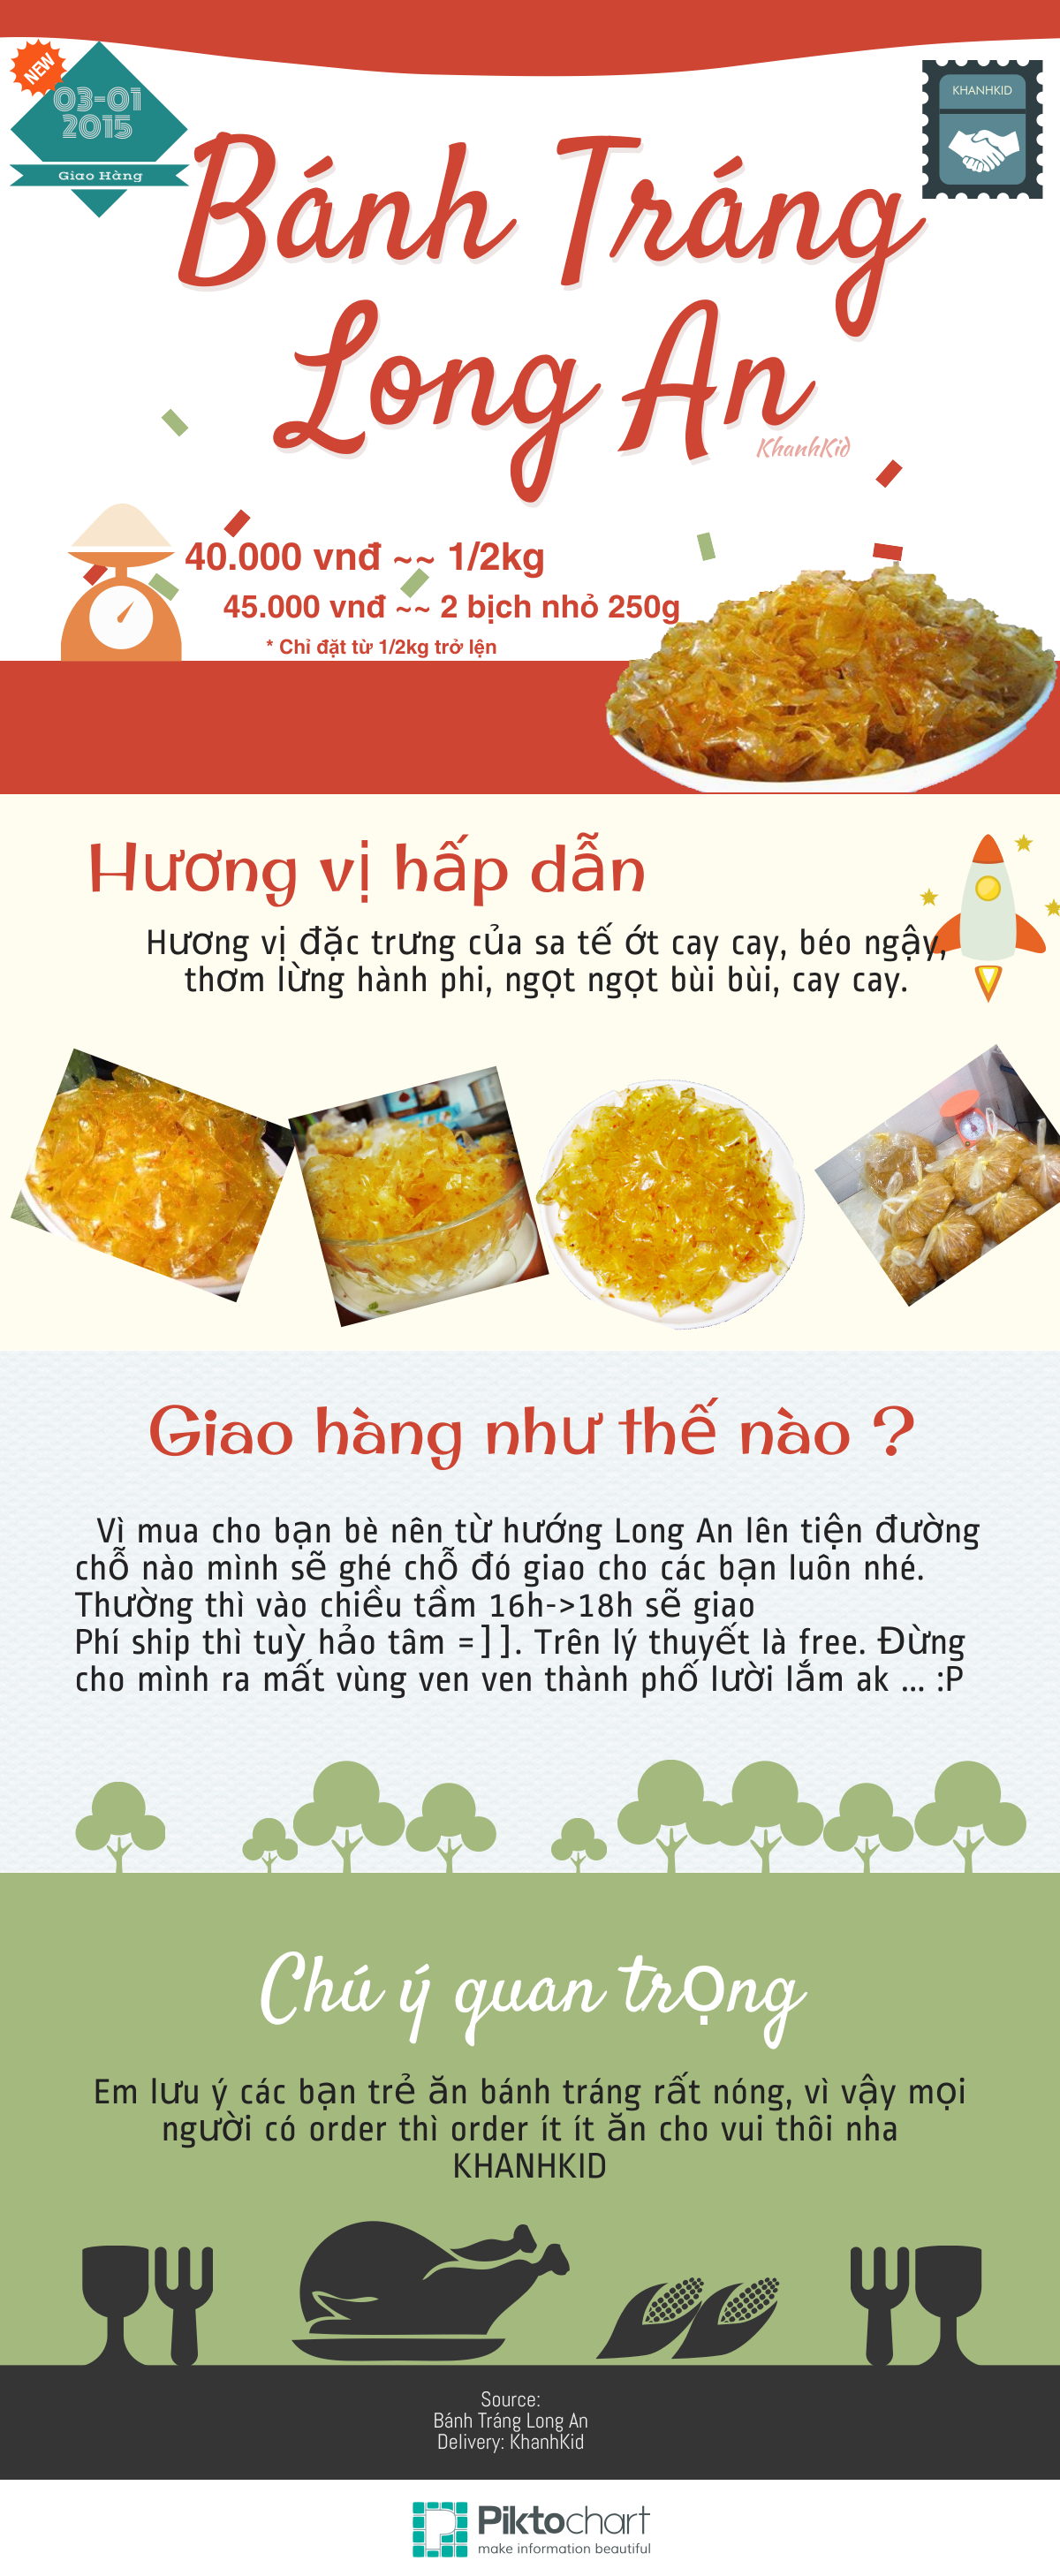 NEW
03-01
2015
Giao Hàng
KHANHKID
Bánh Tráng
Long An
KhanhKid
40.000 vnđ ~~ 1/2kg
45.000 vnđ ~~ 2 bịch nhỏ 250g
* Chỉ đặt từ 1/2kg trở lện
Hương vị hấp dẫn
Hương vị đặc trưng của sa tế ớt cay cay, béo ngậy,
thơm lừng hành phi, ngọt ngọt bùi bùi, cay cay.
Giao hàng như thế nào ?
Vì mua cho bạn bè nên từ hướng Long An lên tiện đường
chỗ nào mình sẽ ghé chỗ đó giao cho các bạn luôn nhé.
Thường thì vào chiều tầm 16h->18h sẽ giao
Phí ship thì tuỳ hảo tâm =]]. Trên lý thuyết là free. Đừng
cho mình ra mất vùng ven ven thành phố lười lắm ak ... :P
Chú ý quan trọng
Em lưu ý các bạn trẻ ăn bánh tráng rất nóng, vì vậy mọi
người có order thì order ít ít ăn cho vui thôi nha
KHANHKID
Source:
Bánh Tráng Long An
Delivery: KhanhKid
Piktochart
make information beautiful